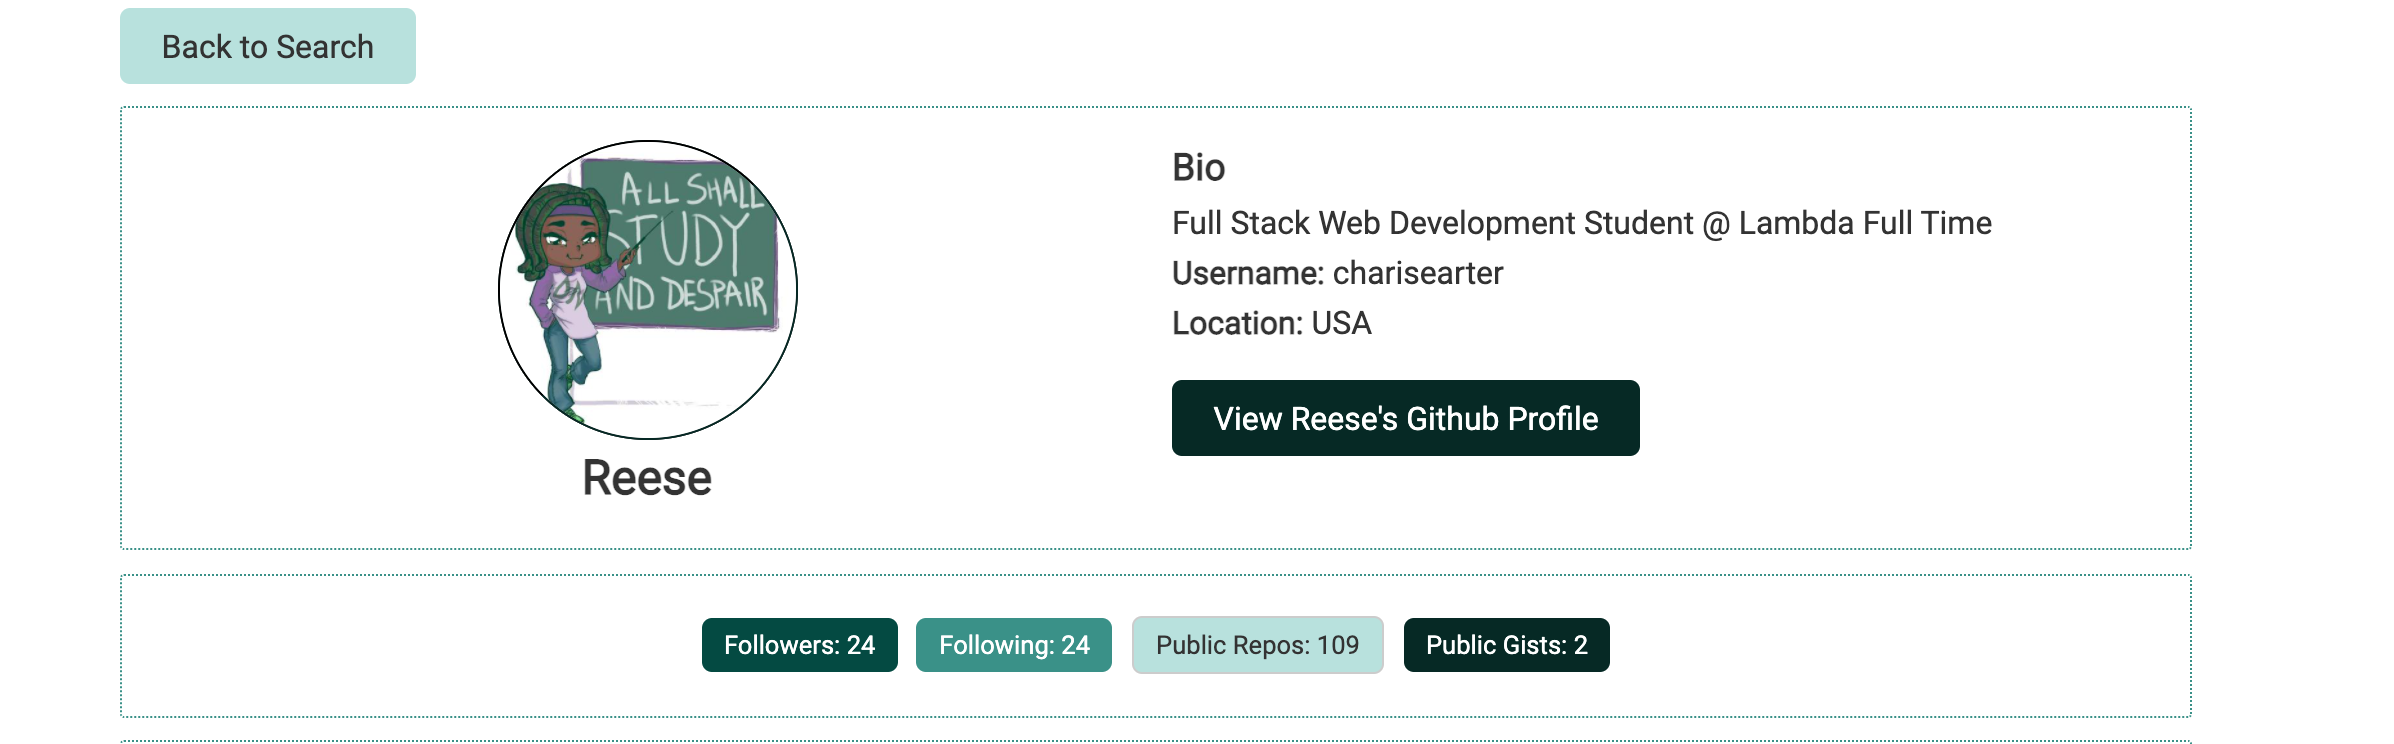 Back to Search
ALL SHALL
STUDY
AND DESPAIR
Reese
Bio
Full Stack Web Development Student @ Lambda Full Time
Username: charisearter
Location: USA
View Reese's Github Profile
Followers: 24
Following: 24
Public Repos: 109
Public Gists: 2